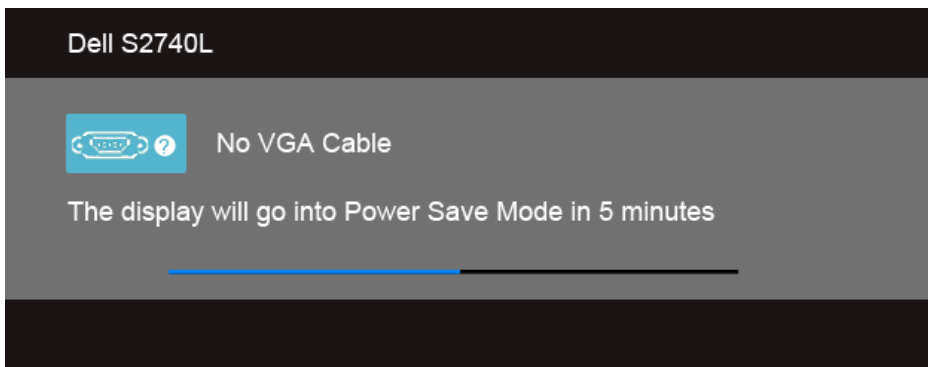 Dell S2740L
No VGA Cable
The display will go into Power Save Mode in 5 minutes